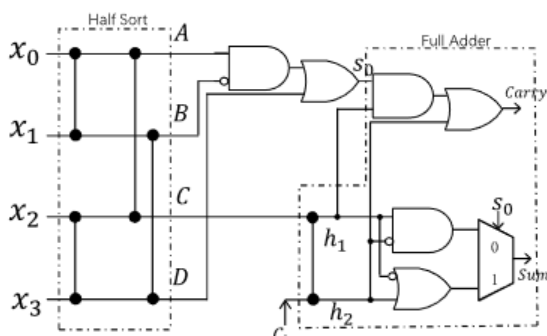 Half Sort
Full Adder
x₀
A
s₀
Carry
x₁
B
x₂
C
h₁
s₀
0
1
Sum
x₃
D
h₂